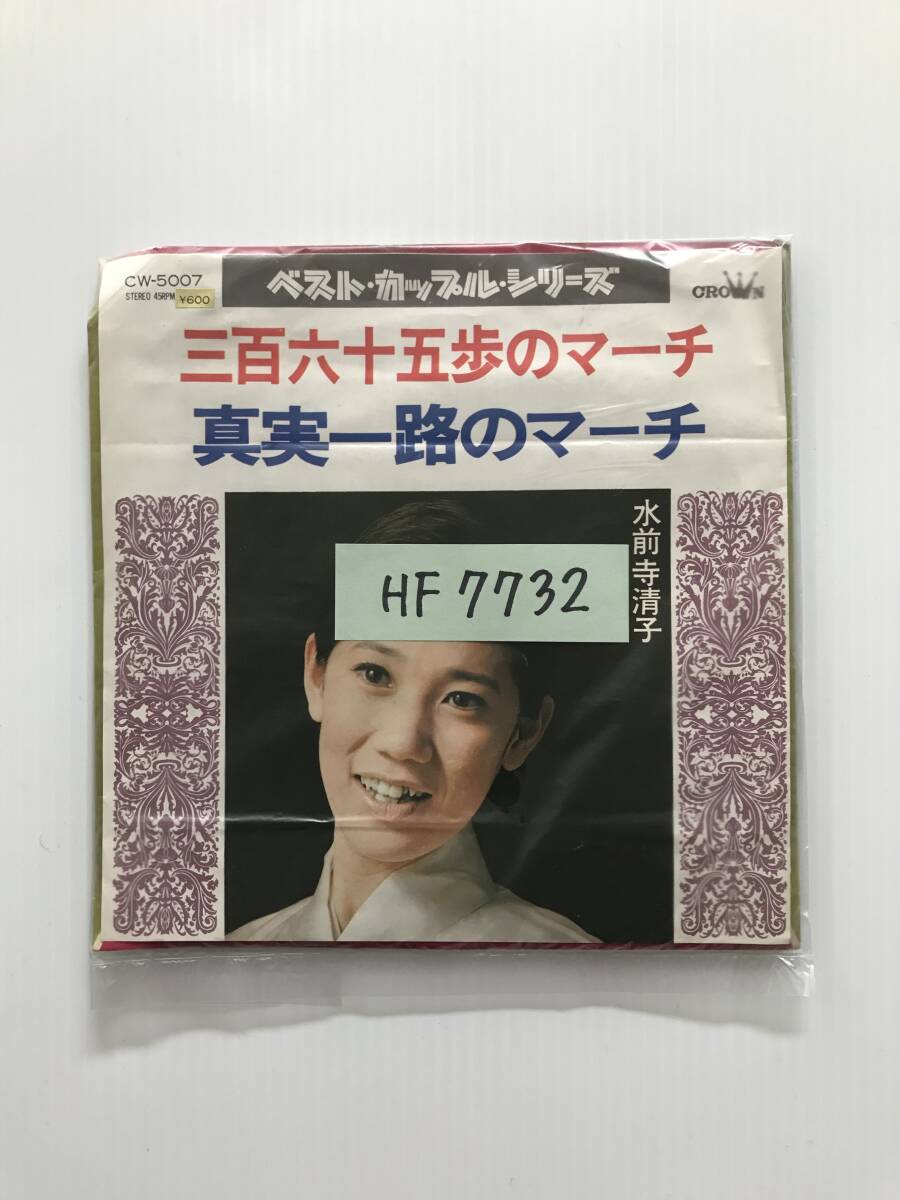 CW-5007
STEREO 45RPM ¥600
ベスト・カップル・シリーズ
CROWN
三百六十五歩のマーチ
真実一路のマーチ
水前寺清子
HF 7732